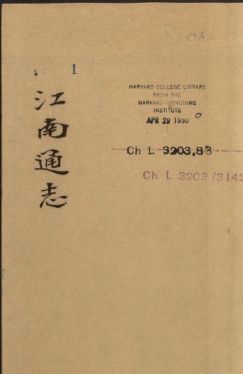 1
江南通志
HARVARD COLLEGE LIBRARY
FROM THE
HARVARD-YENCHING
INSTITUTE
APR 29 1930
Ch L 3203,83
Ch L 3203/3142